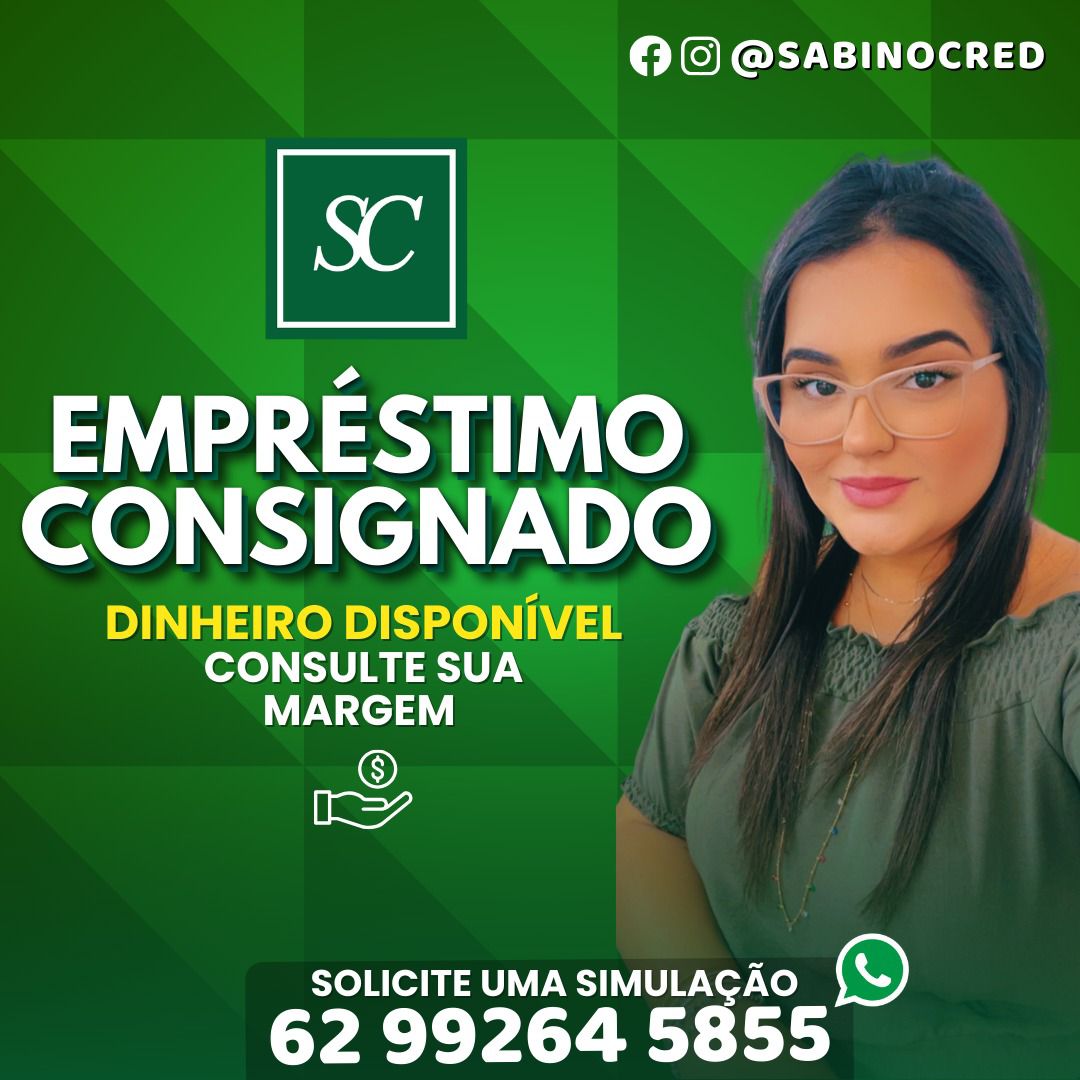 @SABINOCRED
SC
EMPRÉSTIMO
CONSIGNADO
DINHEIRO DISPONÍVEL
CONSULTE SUA
MARGEM
$
SOLICITE UMA SIMULAÇÃO
62 99264 5855